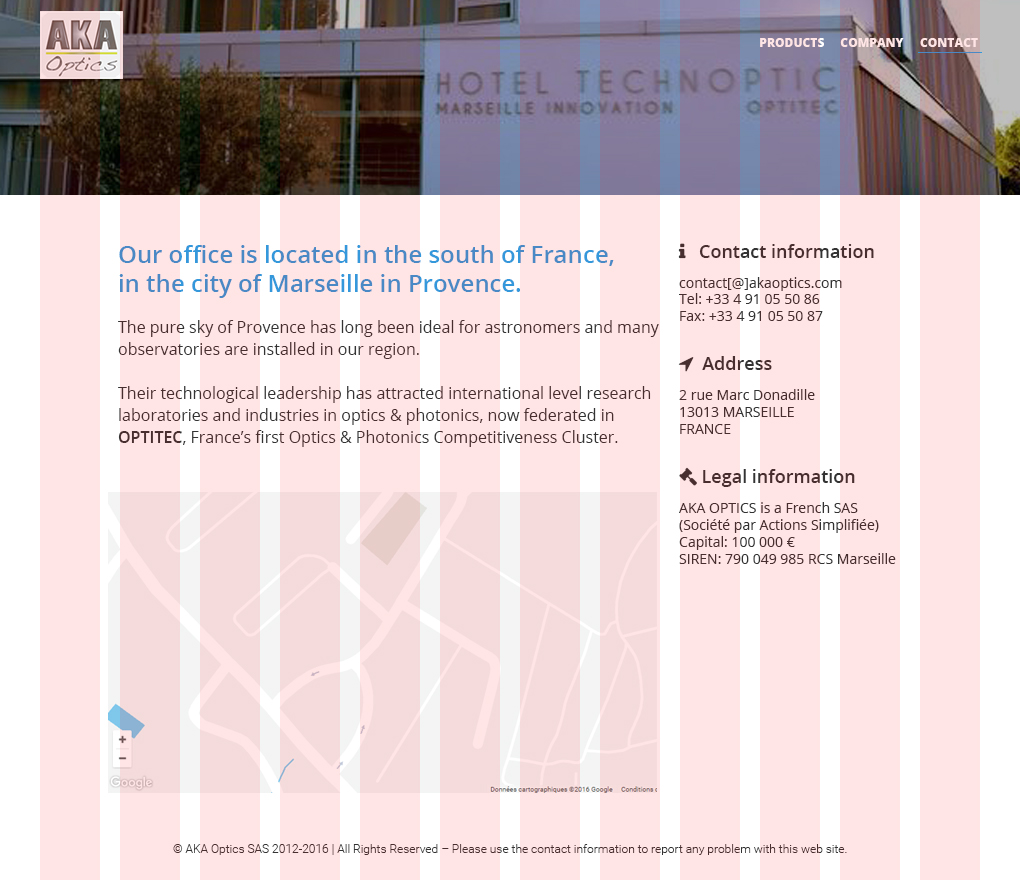 AKA
Optics
PRODUCTS COMPANY CONTACT
HOTEL TECHNOPTIC
MARSEILLE INNOVATION OPTITEC
Our office is located in the south of France,
in the city of Marseille in Provence.
The pure sky of Provence has long been ideal for astronomers and many
observatories are installed in our region.
Their technological leadership has attracted international level research
laboratories and industries in optics & photonics, now federated in
OPTITEC, France’s first Optics & Photonics Competitiveness Cluster.
Contact information
contact[@]akaoptics.com
Tel: +33 4 91 05 50 86
Fax: +33 4 91 05 50 87
Address
2 rue Marc Donadille
13013 MARSEILLE
FRANCE
Legal information
AKA OPTICS is a French SAS
(Société par Actions Simplifiée)
Capital: 100 000 €
SIREN: 790 049 985 RCS Marseille
+
−
Google
Données cartographiques ©2016 Google Conditions
© AKA Optics SAS 2012-2016 | All Rights Reserved – Please use the contact information to report any problem with this web site.